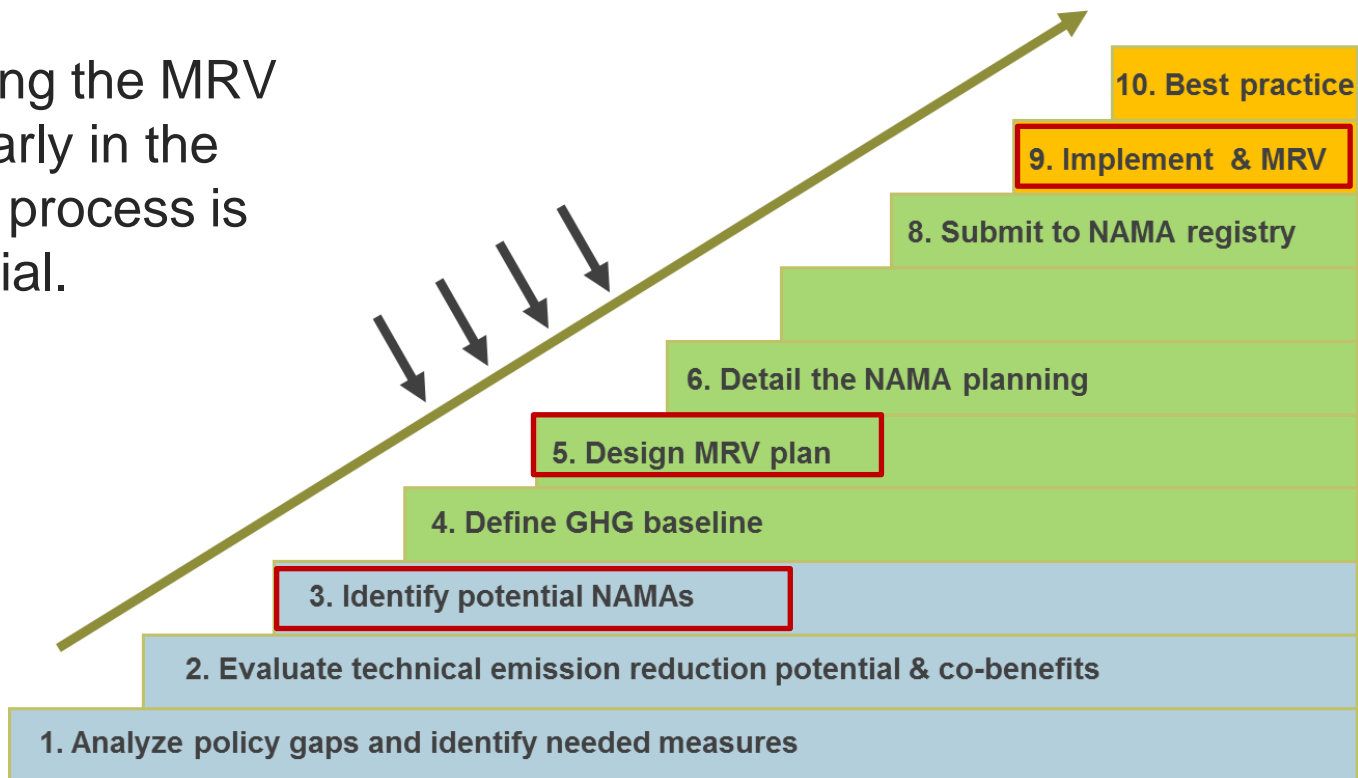 ing the MRV
arly in the
process is
ial.
10. Best practice
9. Implement & MRV
8. Submit to NAMA registry
6. Detail the NAMA planning
5. Design MRV plan
4. Define GHG baseline
3. Identify potential NAMAs
2. Evaluate technical emission reduction potential & co-benefits
1. Analyze policy gaps and identify needed measures